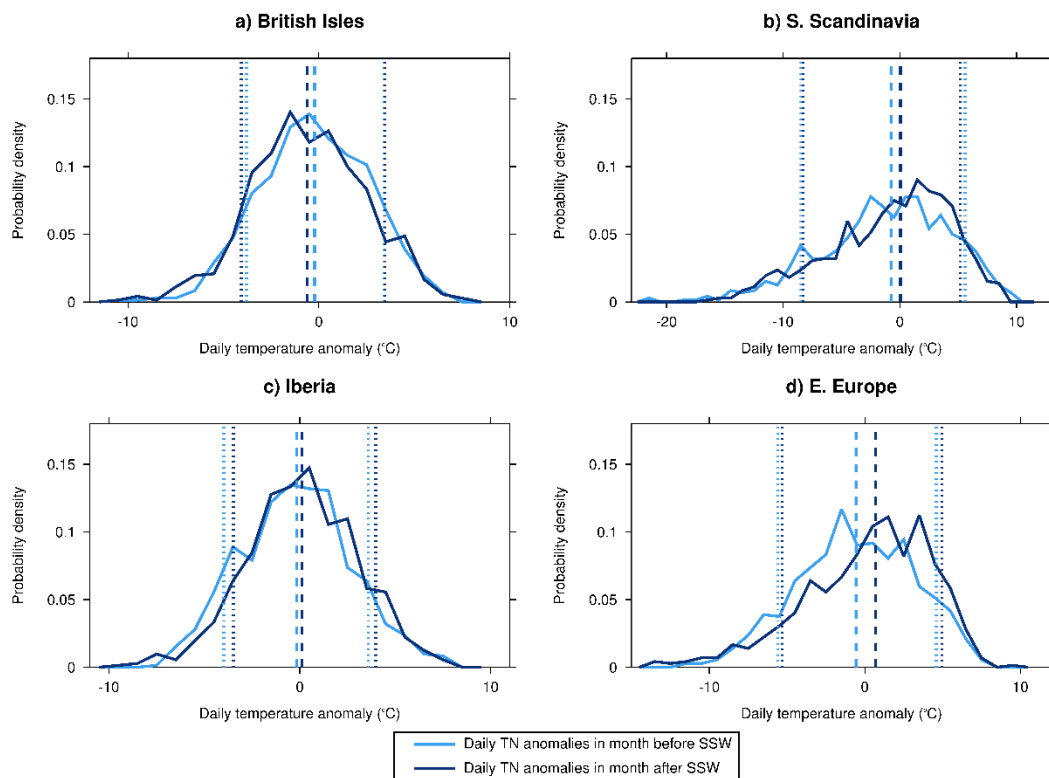 a) British Isles
b) S. Scandinavia
Probability density
0.15
0.1
0.05
0
-10
0
10
Daily temperature anomaly (°C)
Probability density
0.15
0.1
0.05
0
-20
-10
0
10
Daily temperature anomaly (°C)
c) Iberia
d) E. Europe
Probability density
0.15
0.1
0.05
0
-10
0
10
Daily temperature anomaly (°C)
Probability density
0.15
0.1
0.05
0
-10
0
10
Daily temperature anomaly (°C)
Daily TN anomalies in month before SSW
Daily TN anomalies in month after SSW